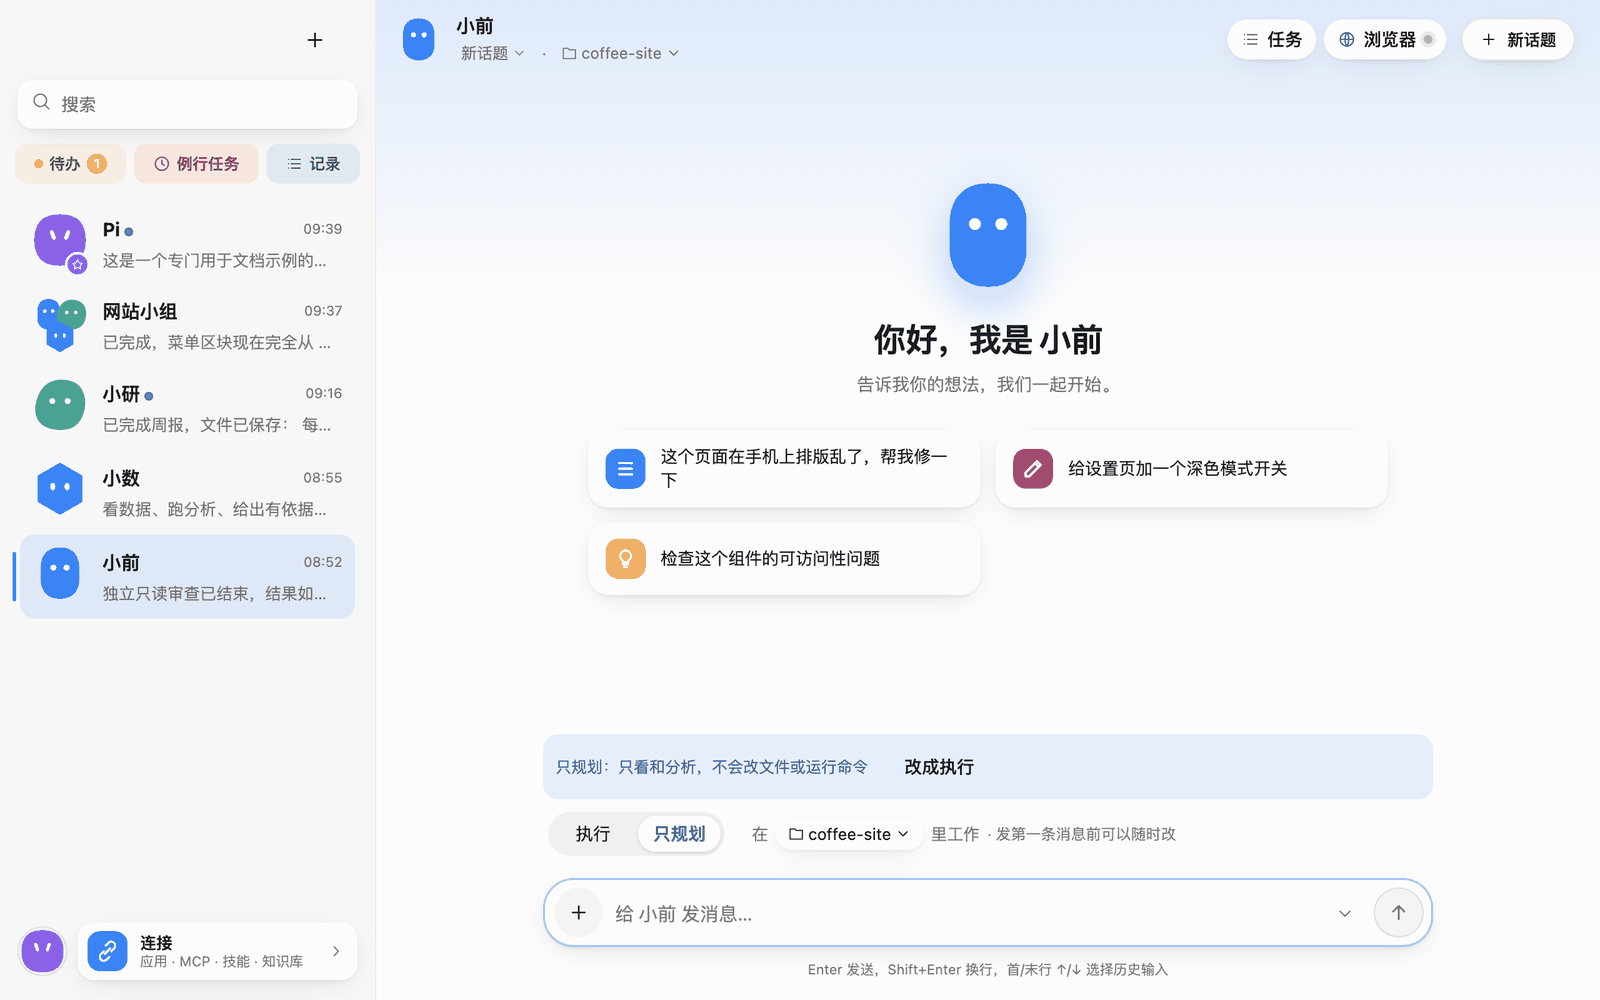 搜索
待办 1
例行任务
记录
Pi 09:39
这是一个专门用于文档示例的...
网站小组 09:37
已完成，菜单区块现在完全从 ...
小研 09:16
已完成周报，文件已保存： 每...
小数 08:55
看数据、跑分析、给出有依据...
小前 08:52
独立只读审查已结束，结果如...
连接
应用 · MCP · 技能 · 知识库
小前
新话题 · coffee-site
任务
浏览器
新话题
你好，我是 小前
告诉我你的想法，我们一起开始。
这个页面在手机上排版乱了，帮我修一
下
给设置页加一个深色模式开关
检查这个组件的可访问性问题
只规划：只看和分析，不会改文件或运行命令 改成执行
执行 只规划 在 coffee-site 里工作 · 发第一条消息前可以随时改
给 小前 发消息...
Enter 发送，Shift+Enter 换行，首/末行 ↑/↓ 选择历史输入